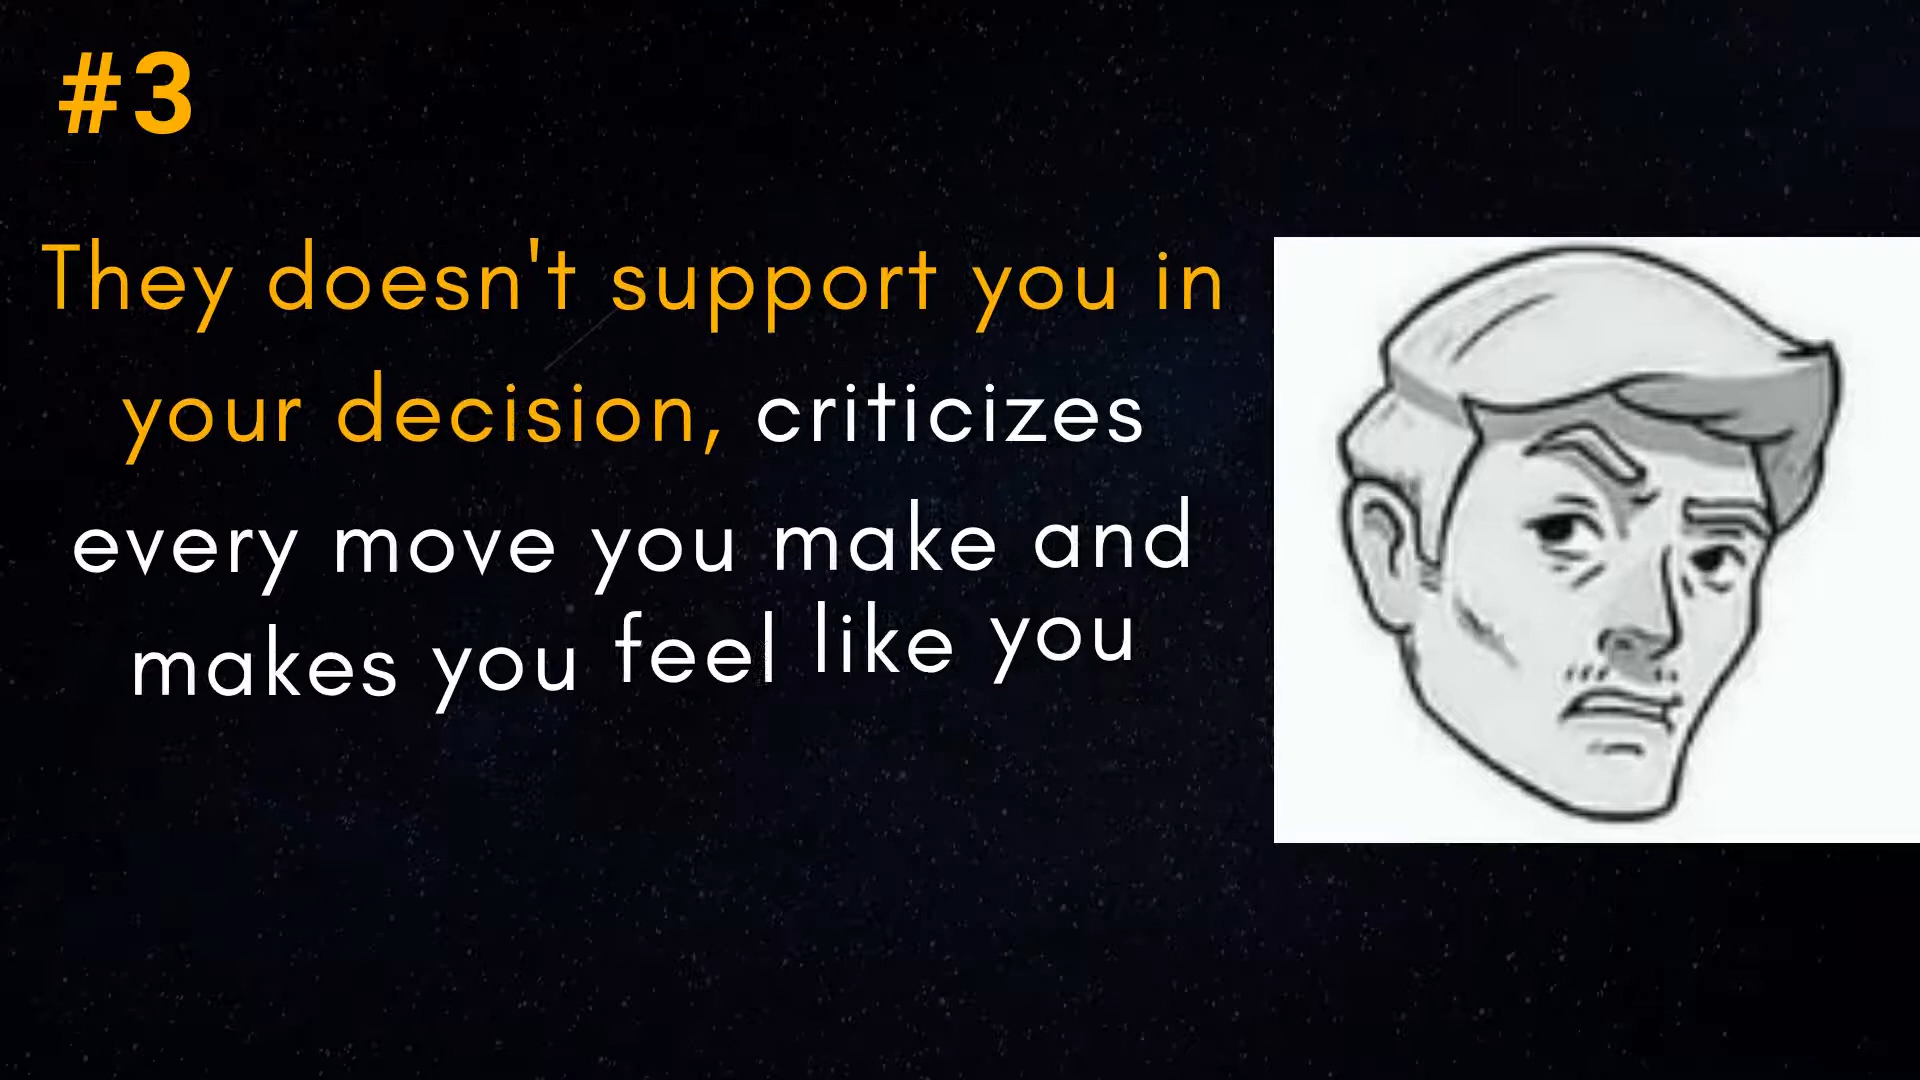 #3
They doesn't support you in
your decision, criticizes
every move you make and
makes you feel like you